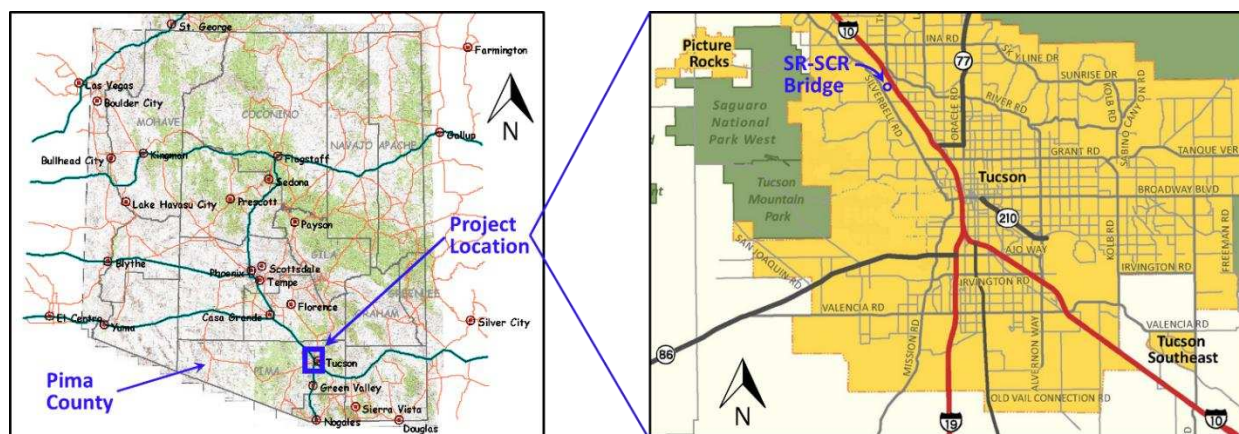 St. George
Farmington
Las Vegas
Boulder City
MOHAVE
COCONINO
NAVAJO
APACHE
N
Gallup
Bullhead City
Kingman
Flagstaff
Sedona
Prescott
Lake Havasu City
Payson
Project
Location
GILA
Blythe
Phoenix
Scottsdale
Tempe
Florence
El Centro
Yuma
Casa Grande
Silver City
Tucson
Pima
County
PIMA
Green Valley
Sierra Vista
Nogales
Douglas
10
INA RD
77
Picture
Rocks
SR-SCR
Bridge
SUNRISE DR
SILVERBELL RD
RIVER RD
KOLB RD
SABINO CANYON RD
ORACLE RD
Saguaro
National
Park West
GRANT RD
TANQUE VER
Tucson
Mountain
Park
Tucson
BROADWAY BLVD
210
AJO WAY
KOLB RD
FREEMAN RD
SAN JOAQUIN RD
IRVINGTON RD
IRVINGTON RD
VALENCIA RD
MISSION RD
ALVERNON WAY
VALENCIA RD
Tucson
Southeast
86
N
OLD VAIL CONNECTION RD
19
10